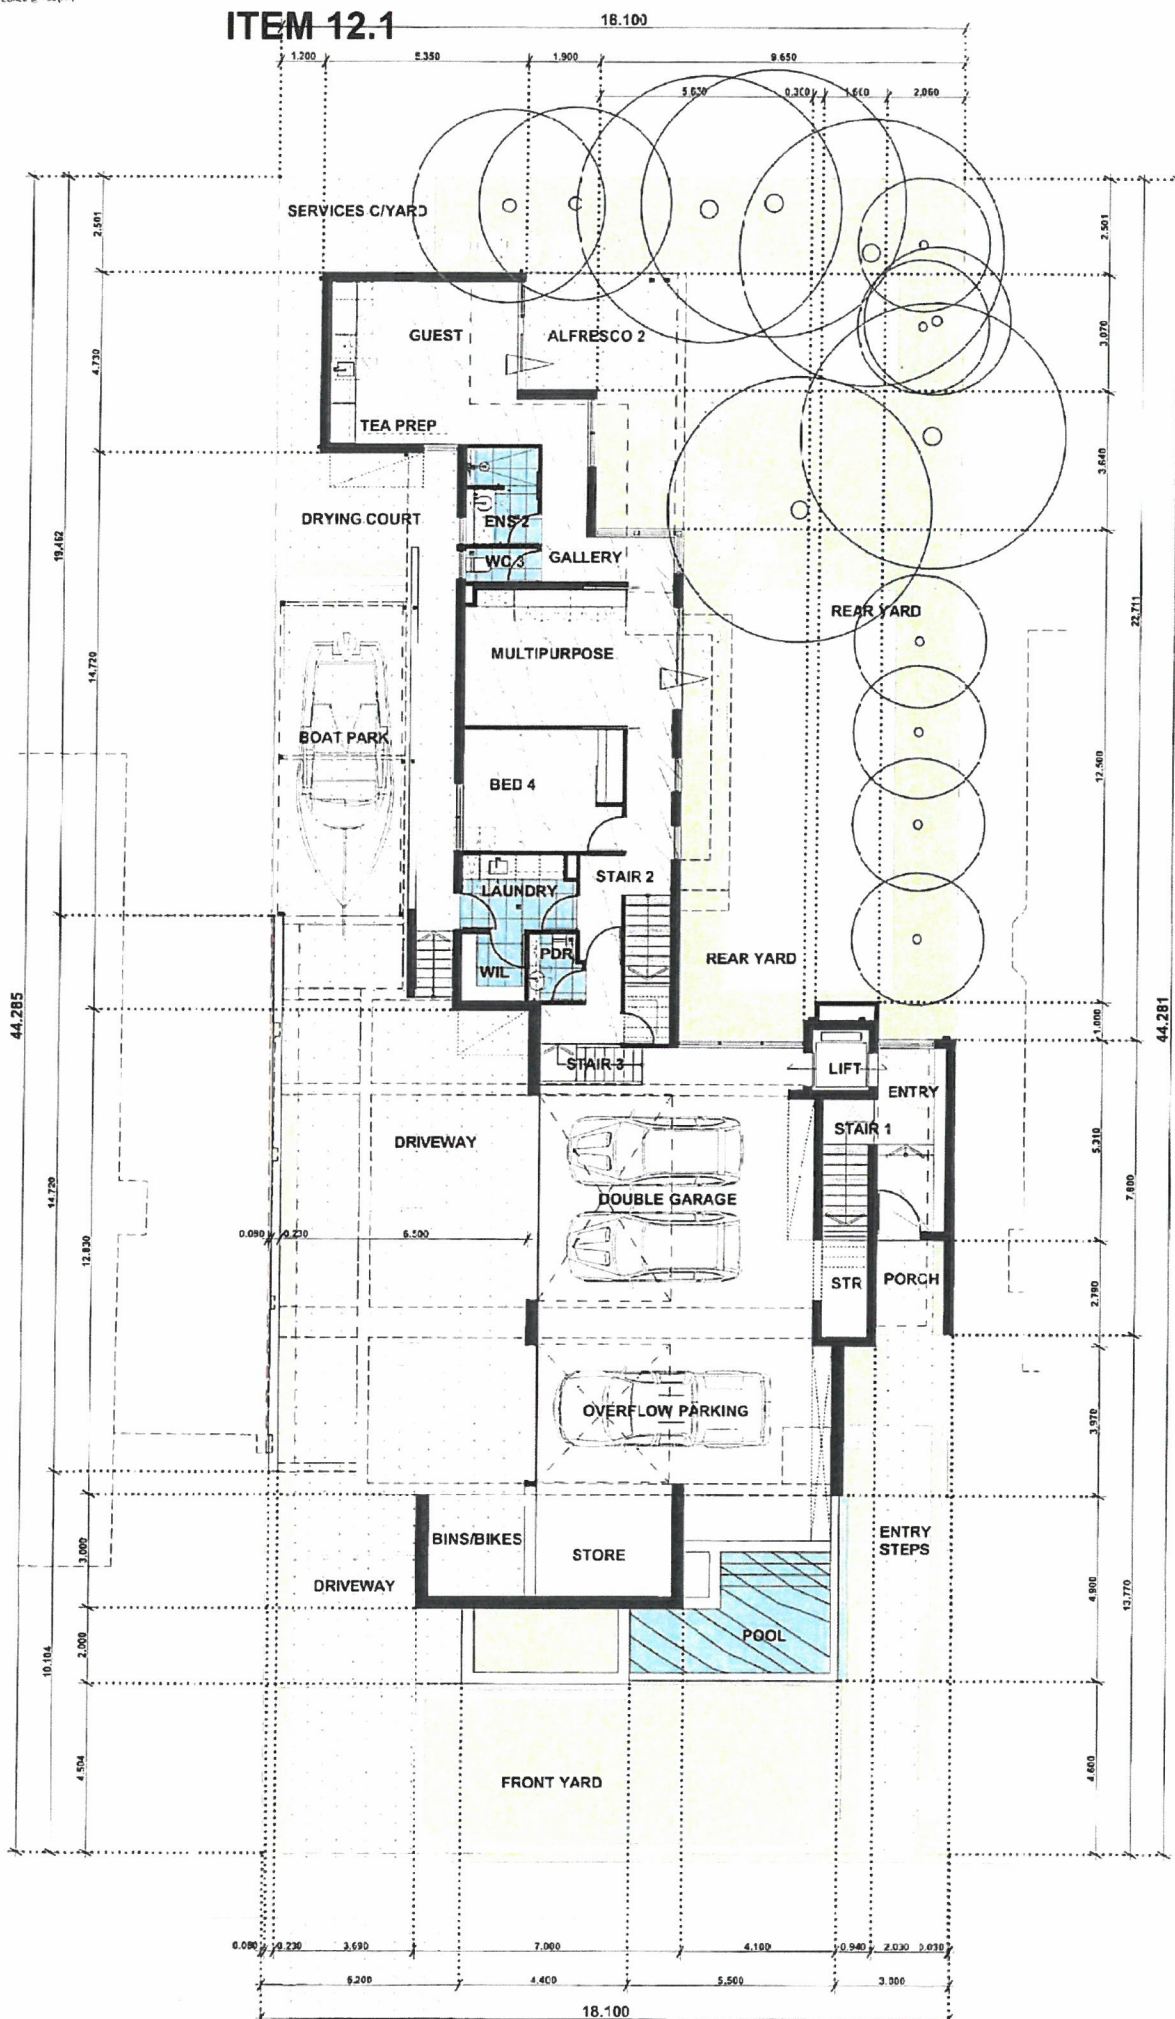 ITEM 12.1
18.100
1.200 5.350 1.900 9.650
5.630 0.300 1.600 2.060
SERVICES C/YARD
2.501
2.501
GUEST
ALFRESCO 2
4.730
3.070
TEA PREP
3.640
DRYING COURT
ENS 2
WC 3
GALLERY
19.462
REAR YARD
22.711
MULTIPURPOSE
14.720
BOAT PARK
BED 4
12.500
STAIR 2
LAUNDRY
PDR
WIL
REAR YARD
44.285
44.281
1.000
STAIR 3
LIFT
ENTRY
DRIVEWAY
STAIR 1
5.310
14.720
DOUBLE GARAGE
7.800
0.080 0.230 6.500
12.830
STR
PORCH
2.790
OVERFLOW PARKING
3.970
BINS/BIKES
STORE
ENTRY
STEPS
3.000
DRIVEWAY
4.900
13.770
POOL
2.000
10.104
4.504
FRONT YARD
4.600
0.080 0.230 3.690 7.000 4.100 0.940 2.030 0.030
6.200 4.400 5.500 3.000
18.100